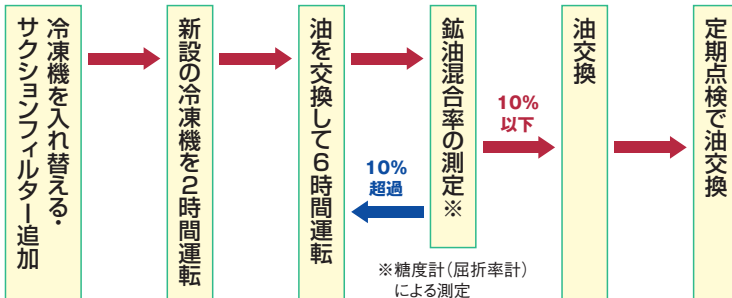 冷凍機を入れ替える・
サクションフィルター追加
新設の冷凍機を2時間運転
油を交換して6時間運転
10%
超過
鉱油混合率の測定※
※糖度計(屈折率計)
による測定
10%
以下
油交換
定期点検で油交換